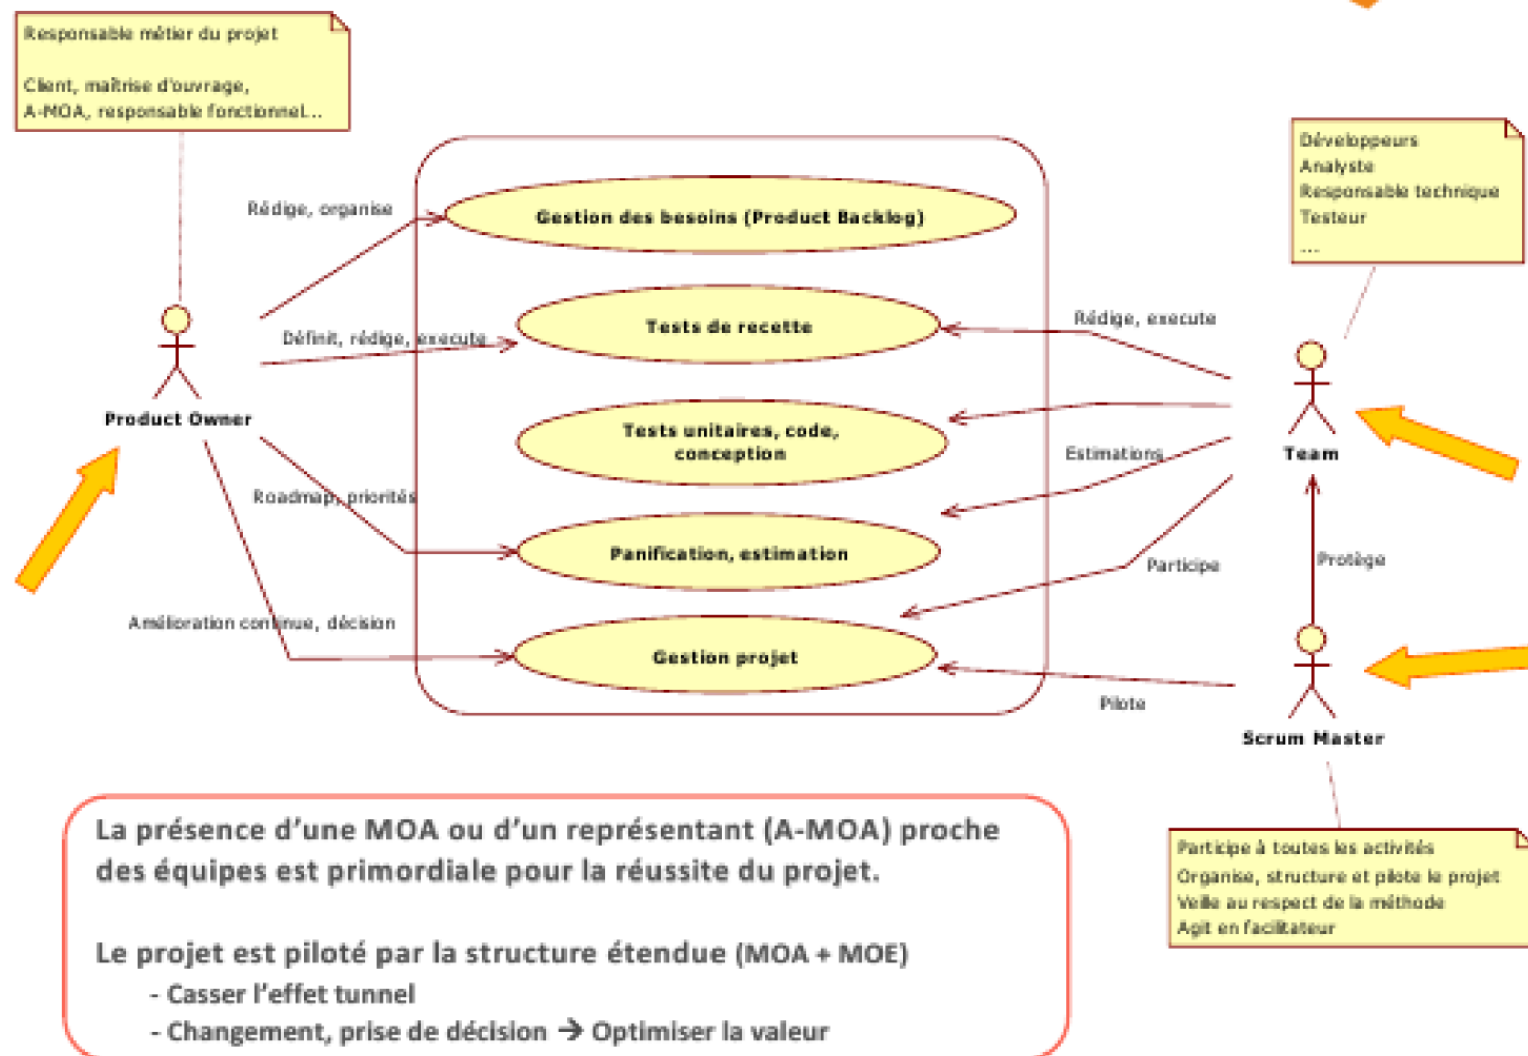 Responsable métier du projet
Client, maîtrise d'ouvrage,
A-MOA, responsable fonctionnel...
Développeurs
Analyste
Responsable technique
Testeur
...
Rédige, organise
Gestion des besoins (Product Backlog)
Définit, rédige, execute
Tests de recette
Rédige, execute
Product Owner
Tests unitaires, code,
conception
Estimations
Team
Roadmap, priorités
Panification, estimation
Participe
Protège
Amélioration continue, décision
Gestion projet
Pilote
Scrum Master
La présence d'une MOA ou d'un représentant (A-MOA) proche
des équipes est primordiale pour la réussite du projet.
Le projet est piloté par la structure étendue (MOA + MOE)
- Casser l'effet tunnel
- Changement, prise de décision → Optimiser la valeur
Participe à toutes les activités
Organise, structure et pilote le projet
Veille au respect de la méthode
Agit en facilitateur